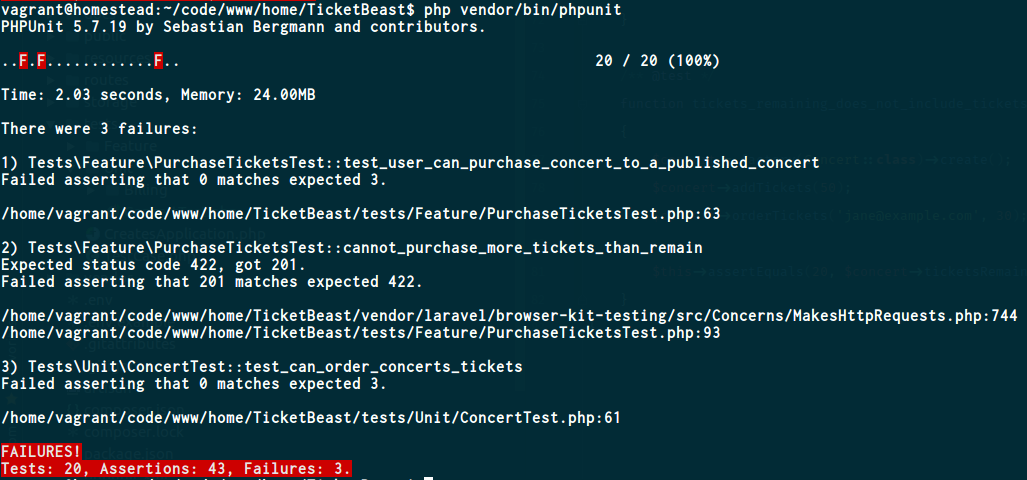 vagrant@homestead:~/code/www/home/TicketBeast$ php vendor/bin/phpunit
PHPUnit 5.7.19 by Sebastian Bergmann and contributors.
..F.F............F.. 20 / 20 (100%)
Time: 2.03 seconds, Memory: 24.00MB
There were 3 failures:
1) Tests\Feature\PurchaseTicketsTest::test_user_can_purchase_concert_to_a_published_concert
Failed asserting that 0 matches expected 3.
/home/vagrant/code/www/home/TicketBeast/tests/Feature/PurchaseTicketsTest.php:63
2) Tests\Feature\PurchaseTicketsTest::cannot_purchase_more_tickets_than_remain
Expected status code 422, got 201.
Failed asserting that 201 matches expected 422.
/home/vagrant/code/www/home/TicketBeast/vendor/laravel/browser-kit-testing/src/Concerns/MakesHttpRequests.php:744
/home/vagrant/code/www/home/TicketBeast/tests/Feature/PurchaseTicketsTest.php:93
3) Tests\Unit\ConcertTest::test_can_order_concerts_tickets
Failed asserting that 0 matches expected 3.
/home/vagrant/code/www/home/TicketBeast/tests/Unit/ConcertTest.php:61
FAILURES!
Tests: 20, Assertions: 43, Failures: 3.